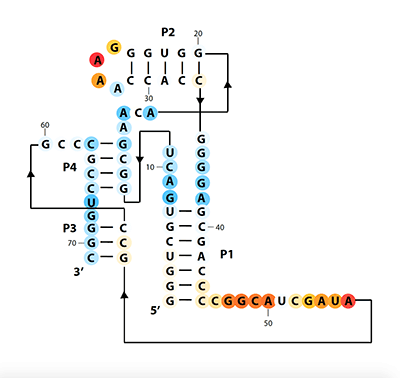 20
P2
G G G U G G
A
A A C C A C C
30
A C A
A
60
G C C C G
G C
P4
C G
C G
U
P3 G
G C
70 G C
C G
3′
U G
C G
10
A G
G G
A
U G
40
G C
C G
P1
U A
G C
G C
5′ G C C G G C A U C G A U A
50